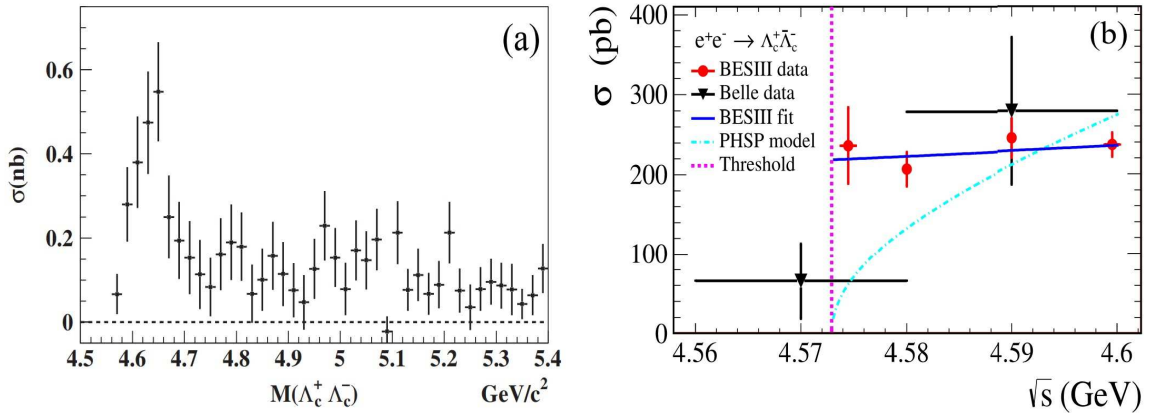 (a)
σ(nb)
0.6
0.4
0.2
0
4.5 4.6 4.7 4.8 4.9 5 5.1 5.2 5.3 5.4
M(Λc+ Λc-) GeV/c²
(b)
σ (pb)
400
300
200
100
0
e⁺e⁻ → Λc⁺Λ̄c⁻
BESIII data
Belle data
BESIII fit
PHSP model
Threshold
4.56 4.57 4.58 4.59 4.6
√s (GeV)